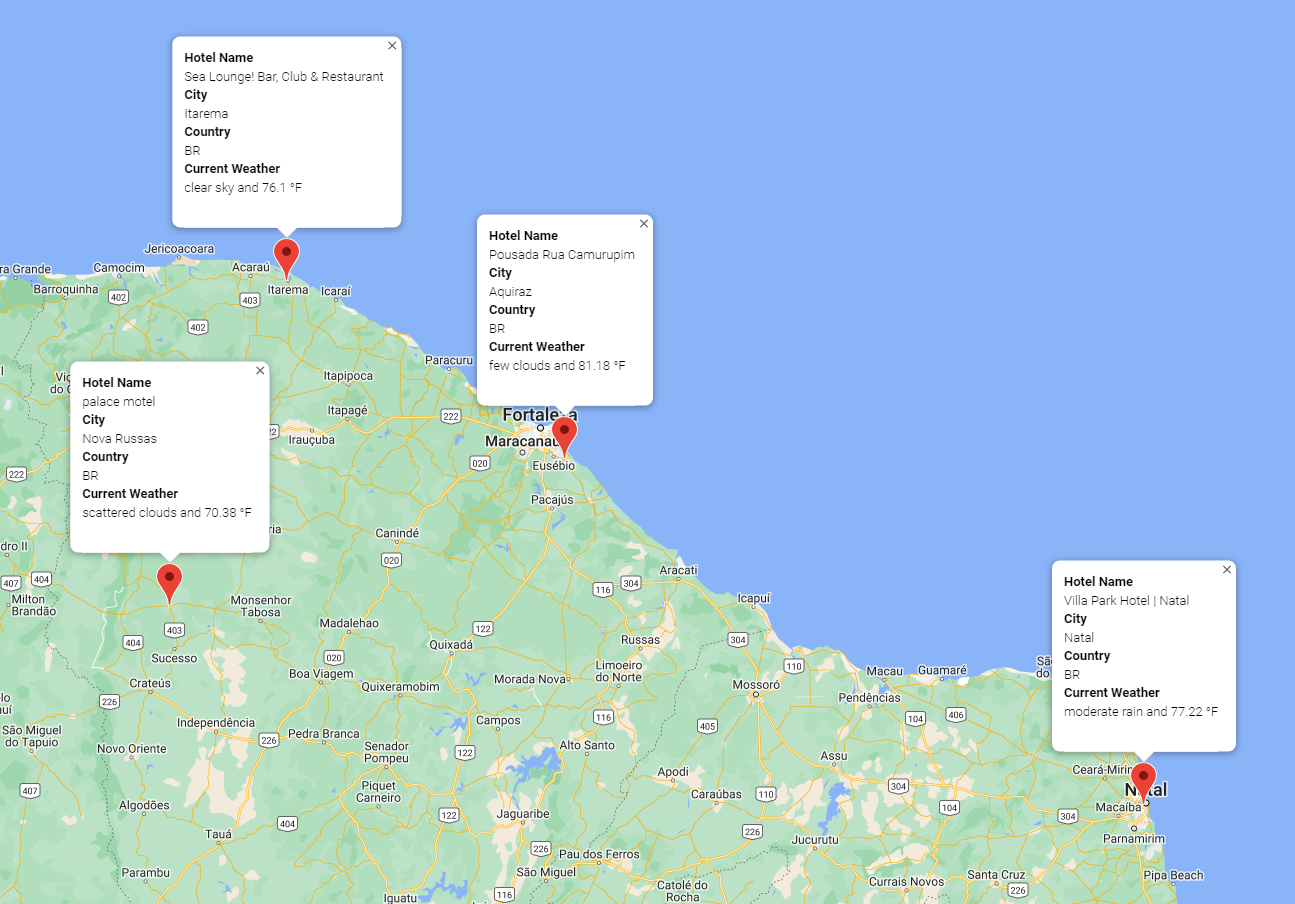 Hotel Name
Sea Lounge! Bar, Club & Restaurant
City
Itarema
Country
BR
Current Weather
clear sky and 76.1 °F
Hotel Name
Pousada Rua Camurupim
City
Aquiraz
Country
BR
Current Weather
few clouds and 81.18 °F
Hotel Name
palace motel
City
Nova Russas
Country
BR
Current Weather
scattered clouds and 70.38 °F
Hotel Name
Villa Park Hotel | Natal
City
Natal
Country
BR
Current Weather
moderate rain and 77.22 °F
Jericoacoara
ra Grande
Camocim
Acaraú
Barroquinha
402
403
Itarema
Icaraí
402
Paracuru
Itapipoca
Itapagé
222
Irauçuba
Maracanaú
020
Eusébio
222
Pacajús
Canindé
020
dro II
407
404
Milton
Brandão
Monsenhor
Tabosa
Aracati
116
304
Icapuí
403
404
Sucesso
Madalehao
122
Quixadá
Russas
304
020
Boa Viagem
Limoeiro
do Norte
110
Crateús
Quixeramobim
Morada Nova
Mossoró
Macau
Guamaré
Pendências
226
São Miguel
do Tapuio
Independência
226
Pedra Branca
Campos
116
405
104
406
Novo Oriente
Senador
Pompeu
122
Alto Santo
Assu
Apodi
Ceará-Mirim
Natal
407
Piquet
Carneiro
Caraúbas
110
304
104
Macaíba
Algodões
404
122
Jaguaribe
304
Tauá
226
Jucurutu
Parnamirim
226
Pau dos Ferros
Parambu
São Miguel
Santa Cruz
Pipa Beach
Catolé do
Rocha
Currais Novos
226
Iguatu
116